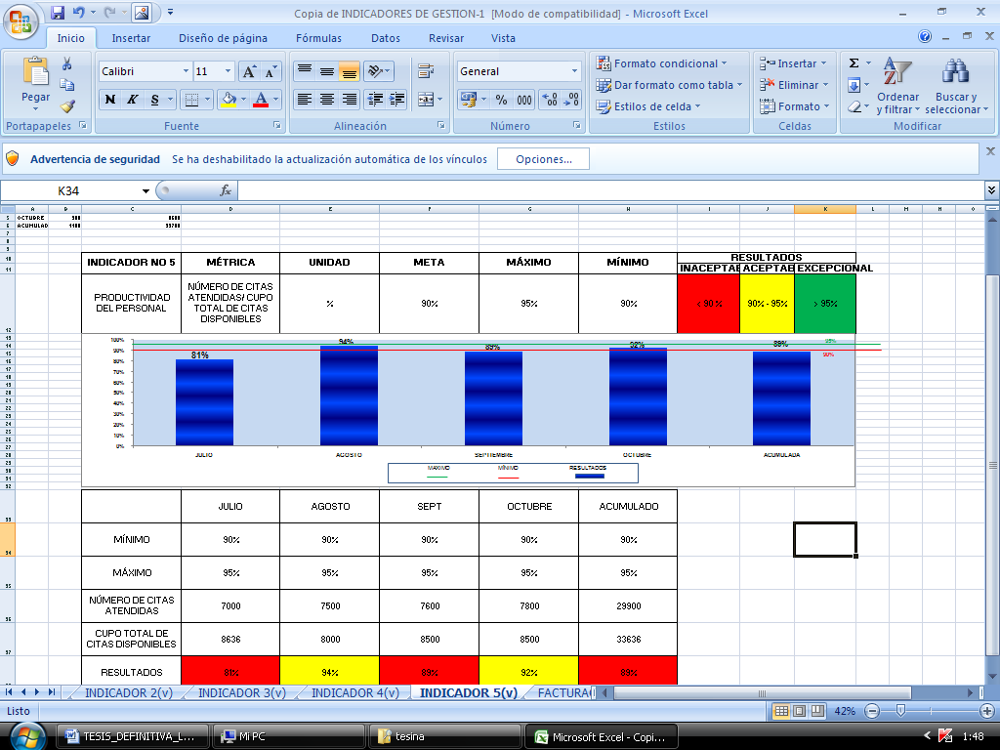 Copia de INDICADORES DE GESTION-1 [Modo de compatibilidad] - Microsoft Excel
Inicio Insertar Diseño de página Fórmulas Datos Revisar Vista
Pegar
Calibri 11
N K S
General
% 000
Formato condicional
Dar formato como tabla
Estilos de celda
Insertar
Eliminar
Formato
Σ
Ordenar y filtrar
Buscar y seleccionar
Portapapeles Fuente Alineación Número Estilos Celdas Modificar
Advertencia de seguridad Se ha deshabilitado la actualización automática de los vínculos Opciones...
K34 fx
A B C D E F G H I J K L M N O
OCTUBRE
ACUMULAD
INDICADOR NO 5 MÉTRICA UNIDAD META MÁXIMO MÍNIMO RESULTADOS
INACEPTA ACEPTAB EXCEPCIONAL
PRODUCTIVIDAD DEL PERSONAL
NÚMERO DE CITAS ATENDIDAS/ CUPO TOTAL DE CITAS DISPONIBLES
% 90% 95% 90% < 90 % 90% - 95% > 95%
100%
90%
80%
70%
60%
50%
40%
30%
20%
10%
0%
81% 94% 89% 92% 89%
95%
90%
JULIO AGOSTO SEPTIEMBRE OCTUBRE ACUMULADA
MAXIMO MÍNIMO RESULTADOS
JULIO AGOSTO SEPT OCTUBRE ACUMULADO
MÍNIMO 90% 90% 90% 90% 90%
MÁXIMO 95% 95% 95% 95% 95%
NÚMERO DE CITAS ATENDIDAS 7000 7500 7600 7800 29900
CUPO TOTAL DE CITAS DISPONIBLES 8636 8000 8500 8500 33636
RESULTADOS 81% 94% 89% 92% 89%
INDICADOR 2(v) INDICADOR 3(v) INDICADOR 4(v) INDICADOR 5(v) FACTURA
Listo 42%
TESIS_DEFINITIVA_L... Mi PC tesina Microsoft Excel - Copi... 1:48